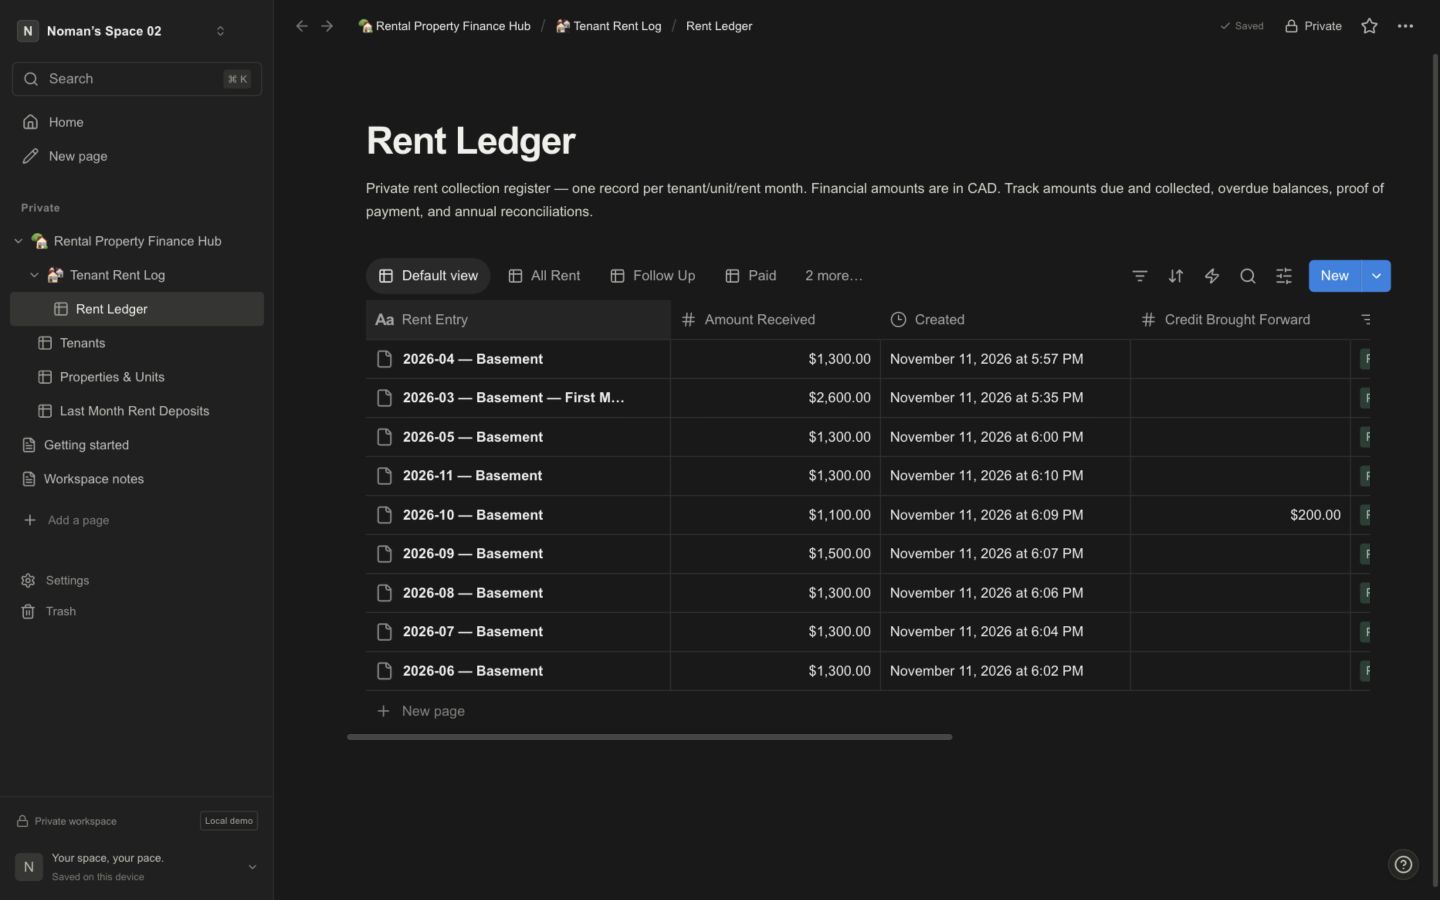 N Noman's Space 02
Search ⌘ K
Home
New page
Private
Rental Property Finance Hub
Tenant Rent Log
Rent Ledger
Tenants
Properties & Units
Last Month Rent Deposits
Getting started
Workspace notes
Add a page
Settings
Trash
Private workspace Local demo
N Your space, your pace.
Saved on this device
Rental Property Finance Hub / Tenant Rent Log / Rent Ledger
Saved Private
Rent Ledger
Private rent collection register — one record per tenant/unit/rent month. Financial amounts are in CAD. Track amounts due and collected, overdue balances, proof of
payment, and annual reconciliations.
Default view All Rent Follow Up Paid 2 more…
New
Aa Rent Entry # Amount Received Created # Credit Brought Forward
2026-04 — Basement $1,300.00 November 11, 2026 at 5:57 PM
2026-03 — Basement — First M… $2,600.00 November 11, 2026 at 5:35 PM
2026-05 — Basement $1,300.00 November 11, 2026 at 6:00 PM
2026-11 — Basement $1,300.00 November 11, 2026 at 6:10 PM
2026-10 — Basement $1,100.00 November 11, 2026 at 6:09 PM $200.00
2026-09 — Basement $1,500.00 November 11, 2026 at 6:07 PM
2026-08 — Basement $1,300.00 November 11, 2026 at 6:06 PM
2026-07 — Basement $1,300.00 November 11, 2026 at 6:04 PM
2026-06 — Basement $1,300.00 November 11, 2026 at 6:02 PM
New page